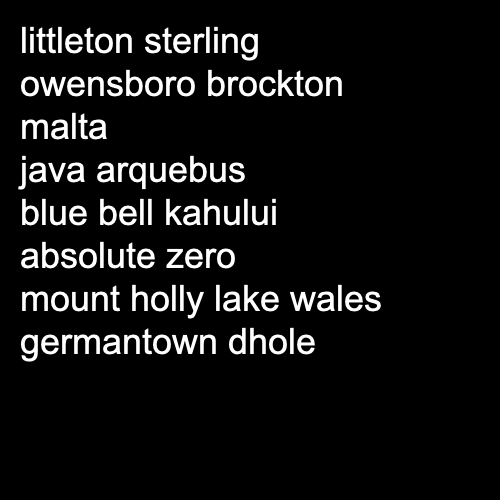 littleton sterling
owensboro brockton
malta
java arquebus
blue bell kahului
absolute zero
mount holly lake wales
germantown dhole